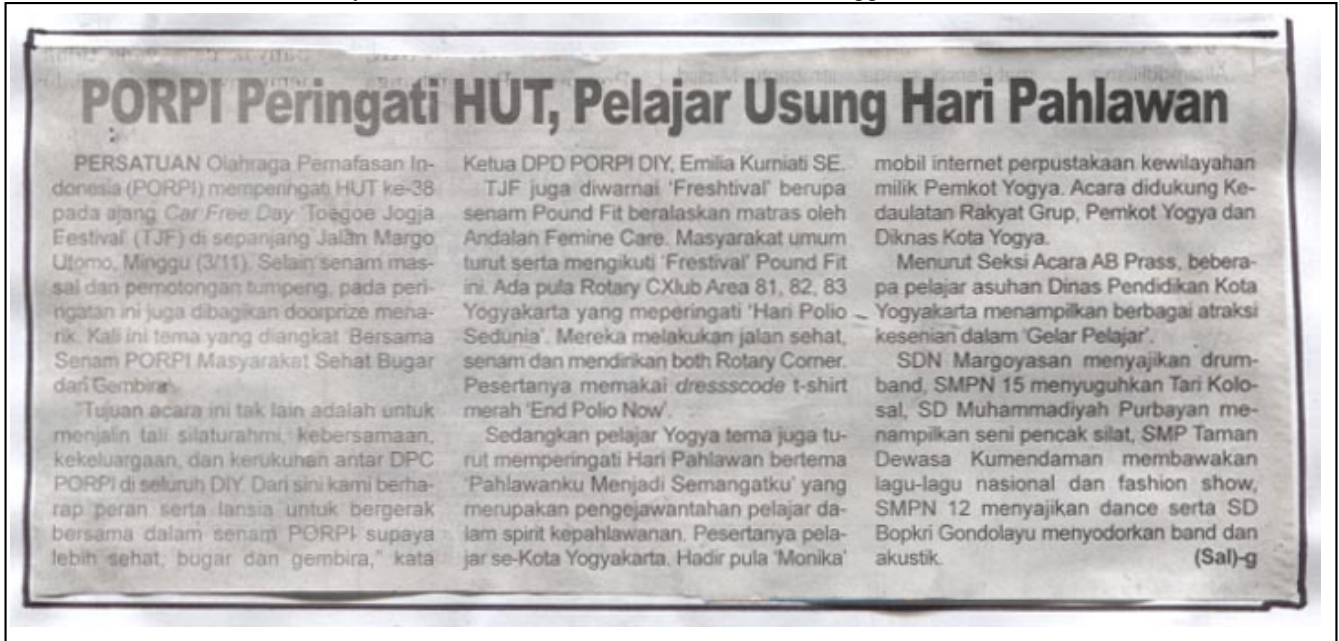 PORPI Peringati HUT, Pelajar Usung Hari Pahlawan
PERSATUAN Olahraga Pernafasan In-
donesia (PORPI) memperingati HUT ke-38
pada ajang Car Free Day 'Toegoe Jogja
Festival' (TJF) di sepanjang Jalan Margo
Utomo, Minggu (3/11). Selain senam mas-
sal dan pemotongan tumpeng, pada peri-
ngatan ini juga dibagikan doorprize mena-
rik. Kali ini tema yang diangkat 'Bersama
Senam PORPI Masyarakat Sehat Bugar
dan Gembira'.
"Tujuan acara ini tak lain adalah untuk
menjalin tali silaturahmi, kebersamaan,
kekeluargaan, dan kerukunan antar DPC
PORPI di seluruh DIY. Dari sini kami berha-
rap peran serta lansia untuk bergerak
bersama dalam senam PORPI supaya
lebih sehat, bugar dan gembira," kata
Ketua DPD PORPI DIY, Emilia Kurniati SE.
TJF juga diwarnai 'Freshtival' berupa
senam Pound Fit beralaskan matras oleh
Andalan Femine Care. Masyarakat umum
turut serta mengikuti 'Frestival' Pound Fit
ini. Ada pula Rotary CXlub Area 81, 82, 83
Yogyakarta yang meperingati 'Hari Polio
Sedunia'. Mereka melakukan jalan sehat,
senam dan mendirikan both Rotary Corner.
Pesertanya memakai dressscode t-shirt
merah 'End Polio Now'.
Sedangkan pelajar Yogya tema juga tu-
rut memperingati Hari Pahlawan bertema
'Pahlawanku Menjadi Semangatku' yang
merupakan pengejawantahan pelajar da-
lam spirit kepahlawanan. Pesertanya pela-
jar se-Kota Yogyakarta. Hadir pula 'Monika'
mobil internet perpustakaan kewilayahan
milik Pemkot Yogya. Acara didukung Ke-
daulatan Rakyat Grup, Pemkot Yogya dan
Diknas Kota Yogya.
Menurut Seksi Acara AB Prass, bebera-
pa pelajar asuhan Dinas Pendidikan Kota
Yogyakarta menampilkan berbagai atraksi
kesenian dalam 'Gelar Pelajar'.
SDN Margoyasan menyajikan drum-
band, SMPN 15 menyuguhkan Tari Kolo-
sal, SD Muhammadiyah Purbayan me-
nampilkan seni pencak silat, SMP Taman
Dewasa Kumendaman membawakan
lagu-lagu nasional dan fashion show,
SMPN 12 menyajikan dance serta SD
Bopkri Gondolayu menyodorkan band dan
akustik. (Sal)-g